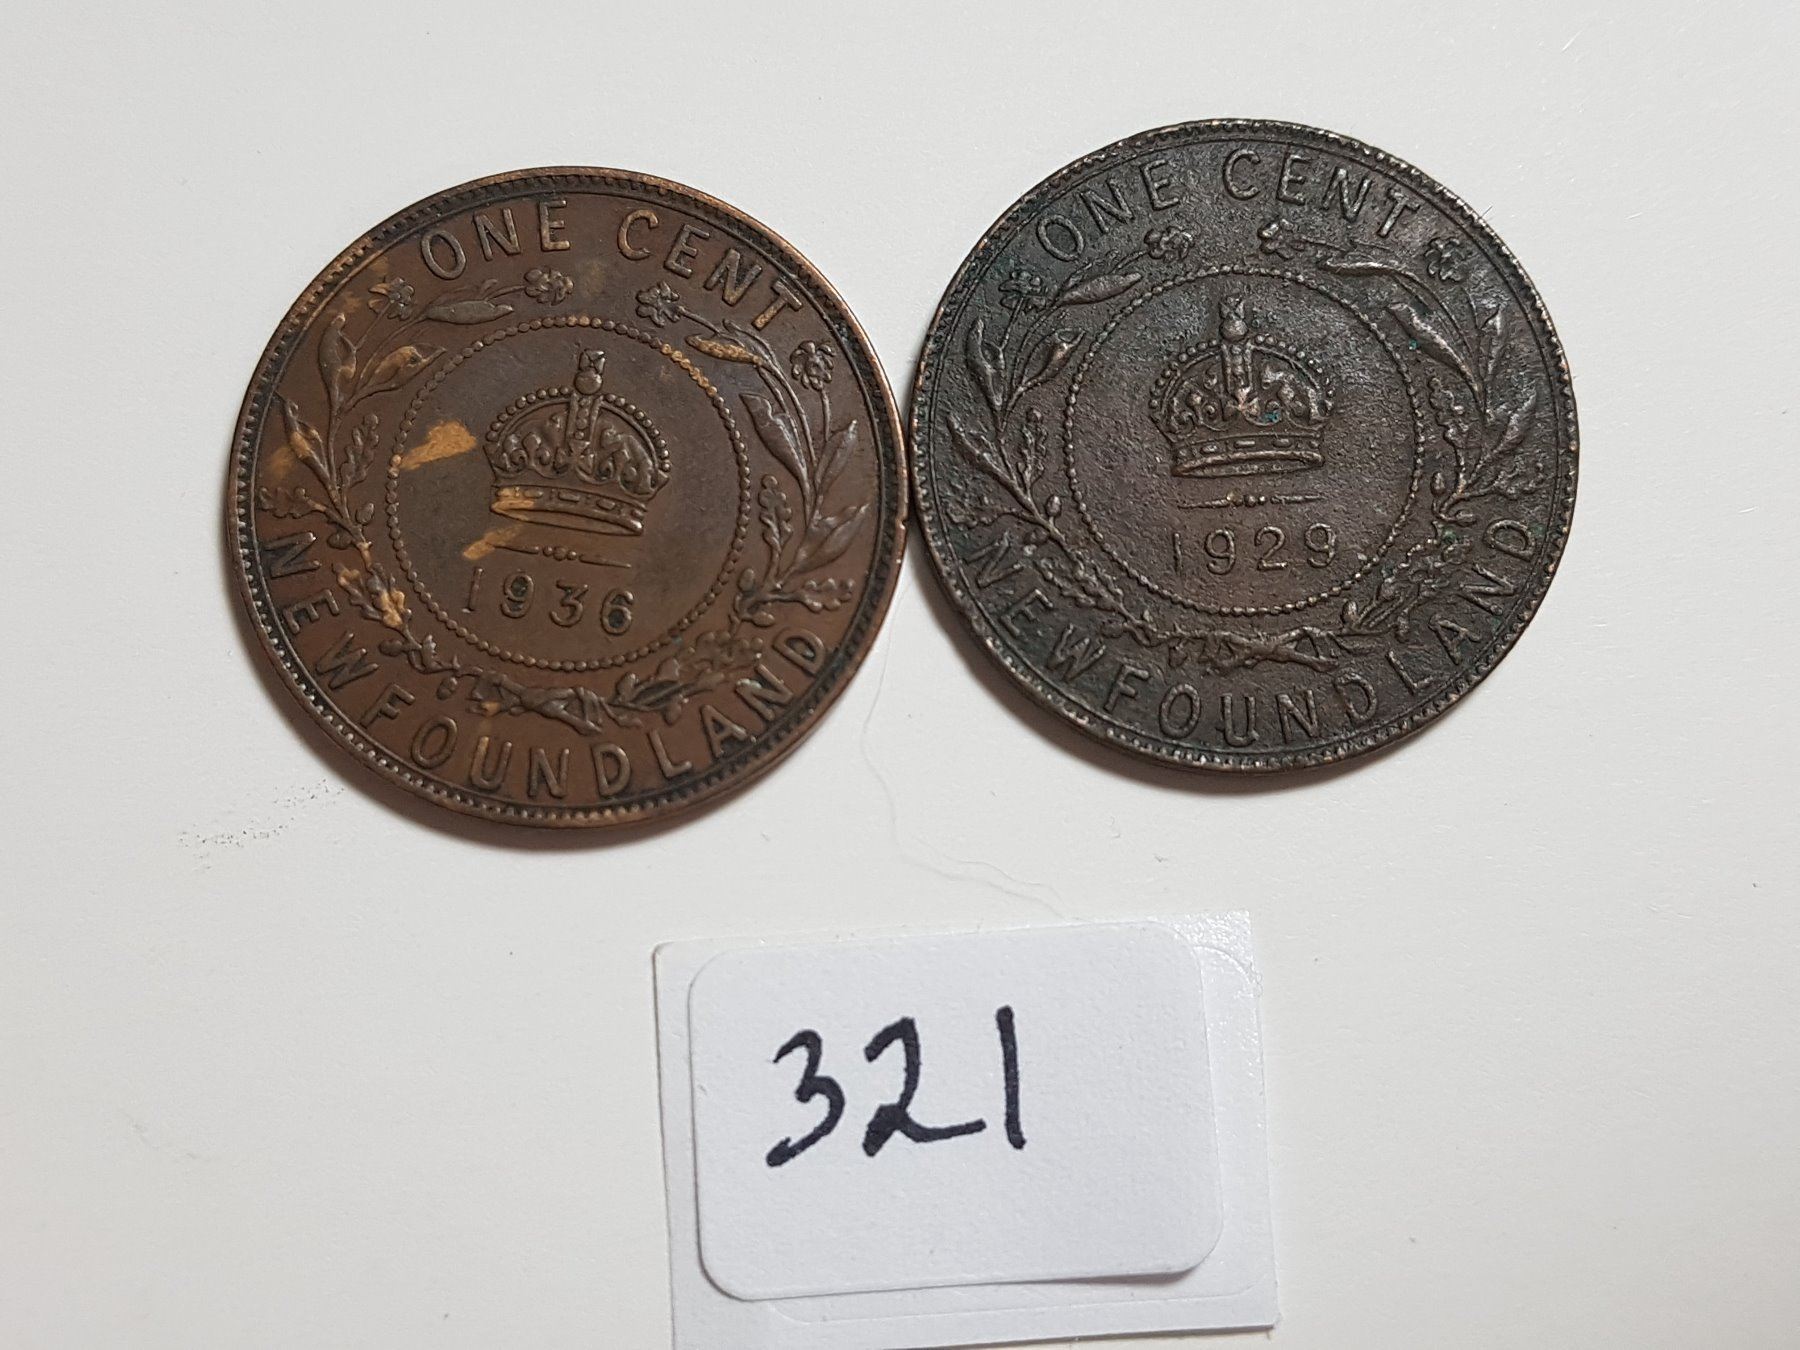 ONE CENT
1936
NEWFOUNDLAND
ONE CENT
1929
NEWFOUNDLAND
321